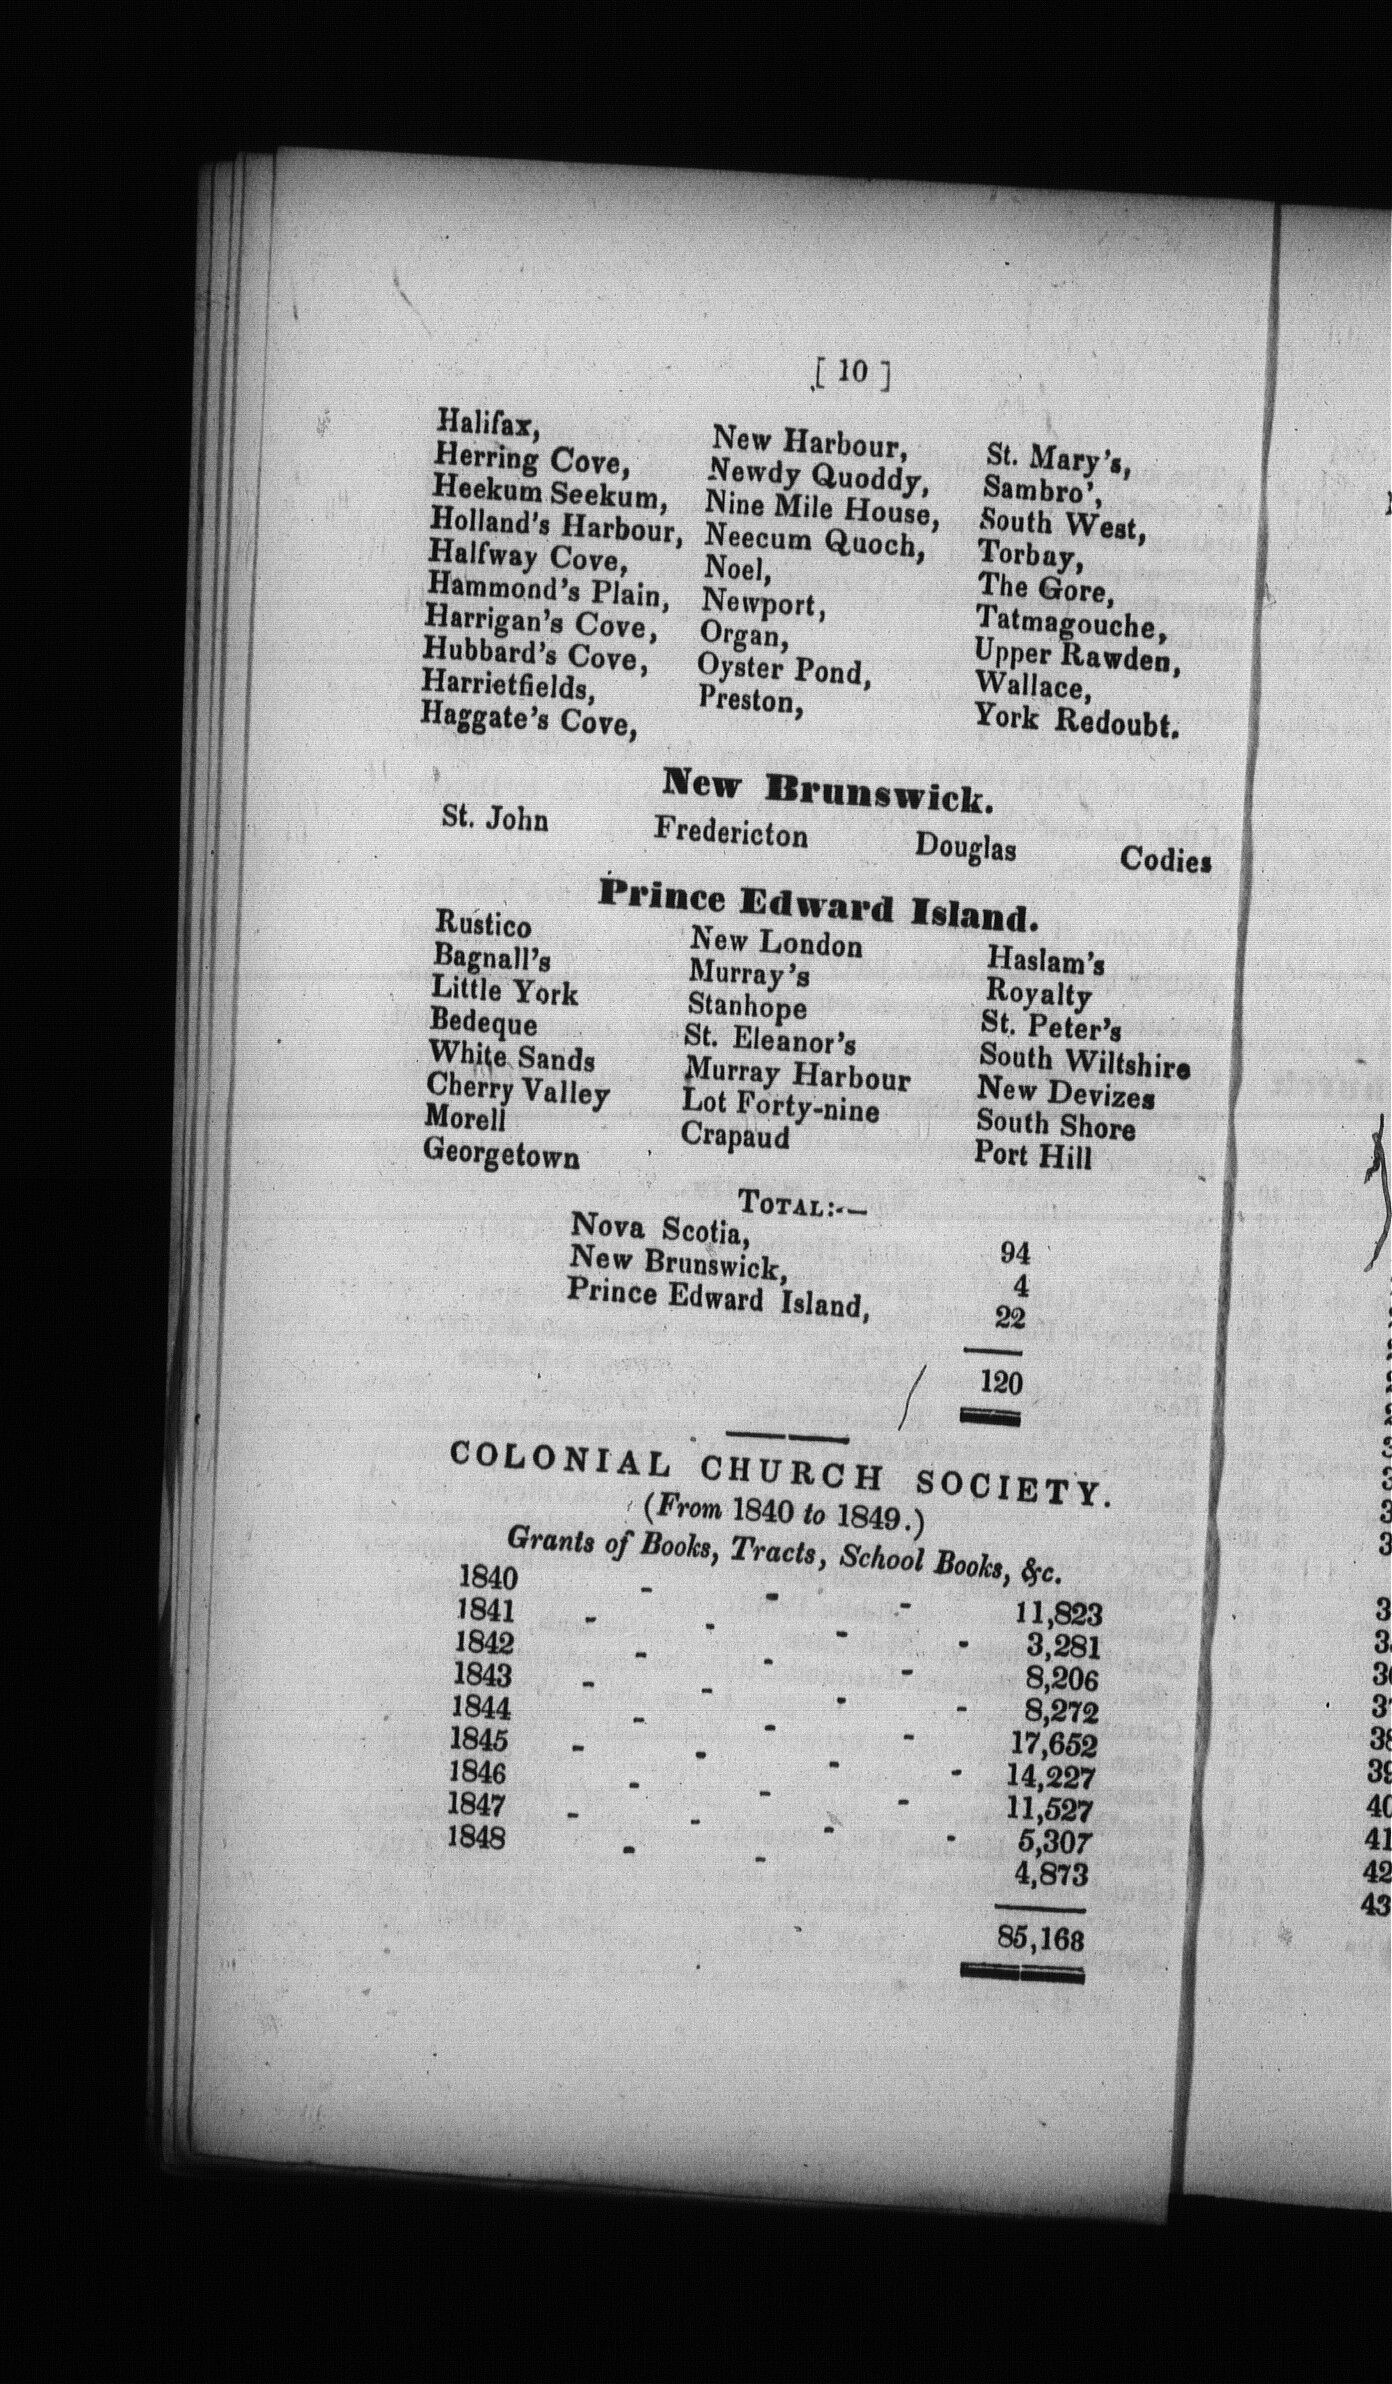 [ 10 ]
Halifax, New Harbour, St. Mary's,
Herring Cove, Newdy Quoddy, Sambro',
Heekum Seekum, Nine Mile House, South West,
Holland's Harbour, Neecum Quoch, Torbay,
Halfway Cove, Noel, The Gore,
Hammond's Plain, Newport, Tatmagouche,
Harrigan's Cove, Organ, Upper Rawden,
Hubbard's Cove, Oyster Pond, Wallace,
Harrietfields, Preston, York Redoubt.
Haggate's Cove,
New Brunswick.
St. John Fredericton Douglas Codies
Prince Edward Island.
Rustico New London Haslam's
Bagnall's Murray's Royalty
Little York Stanhope St. Peter's
Bedeque St. Eleanor's South Wiltshire
White Sands Murray Harbour New Devizes
Cherry Valley Lot Forty-nine South Shore
Morell Crapaud Port Hill
Georgetown
TOTAL:-—
Nova Scotia, 94
New Brunswick, 4
Prince Edward Island, 22
120
COLONIAL CHURCH SOCIETY.
(From 1840 to 1849.)
Grants of Books, Tracts, School Books, &c.
1840 - - - 11,823
1841 - - - - 3,281
1842 - - - 8,206
1843 - - - - 8,272
1844 - - - 17,652
1845 - - - - 14,227
1846 - - - 11,527
1847 - - - - 5,307
1848 - - 4,873
85,168
38
39
40
41
42
43